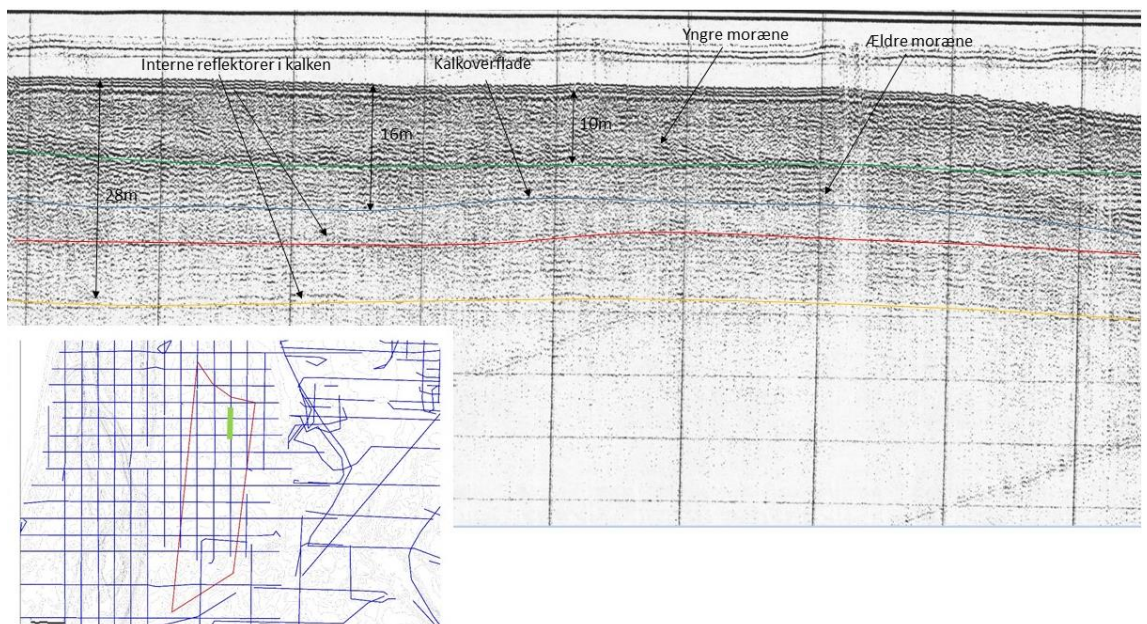 Yngre moræne
Ældre moræne
Interne reflektorer i kalken
Kalkoverflade
16m
10m
28m